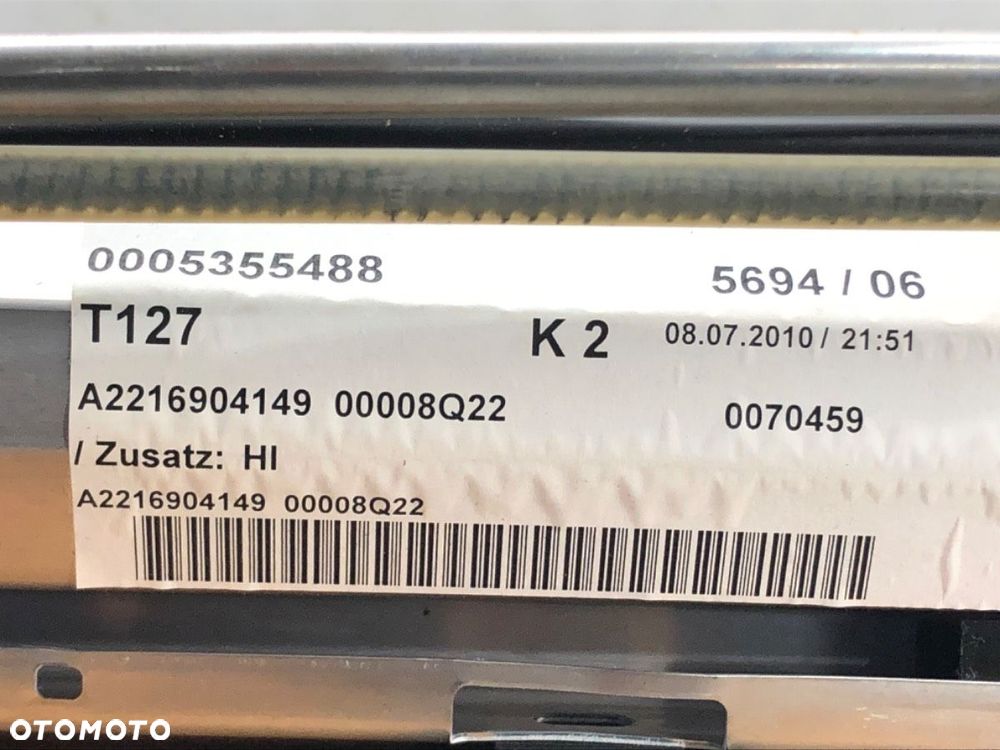 0005355488 5694 / 06
T127 K 2 08.07.2010 / 21:51
A2216904149 00008Q22 0070459
/ Zusatz: HI
A2216904149 00008Q22
OTOMOTO